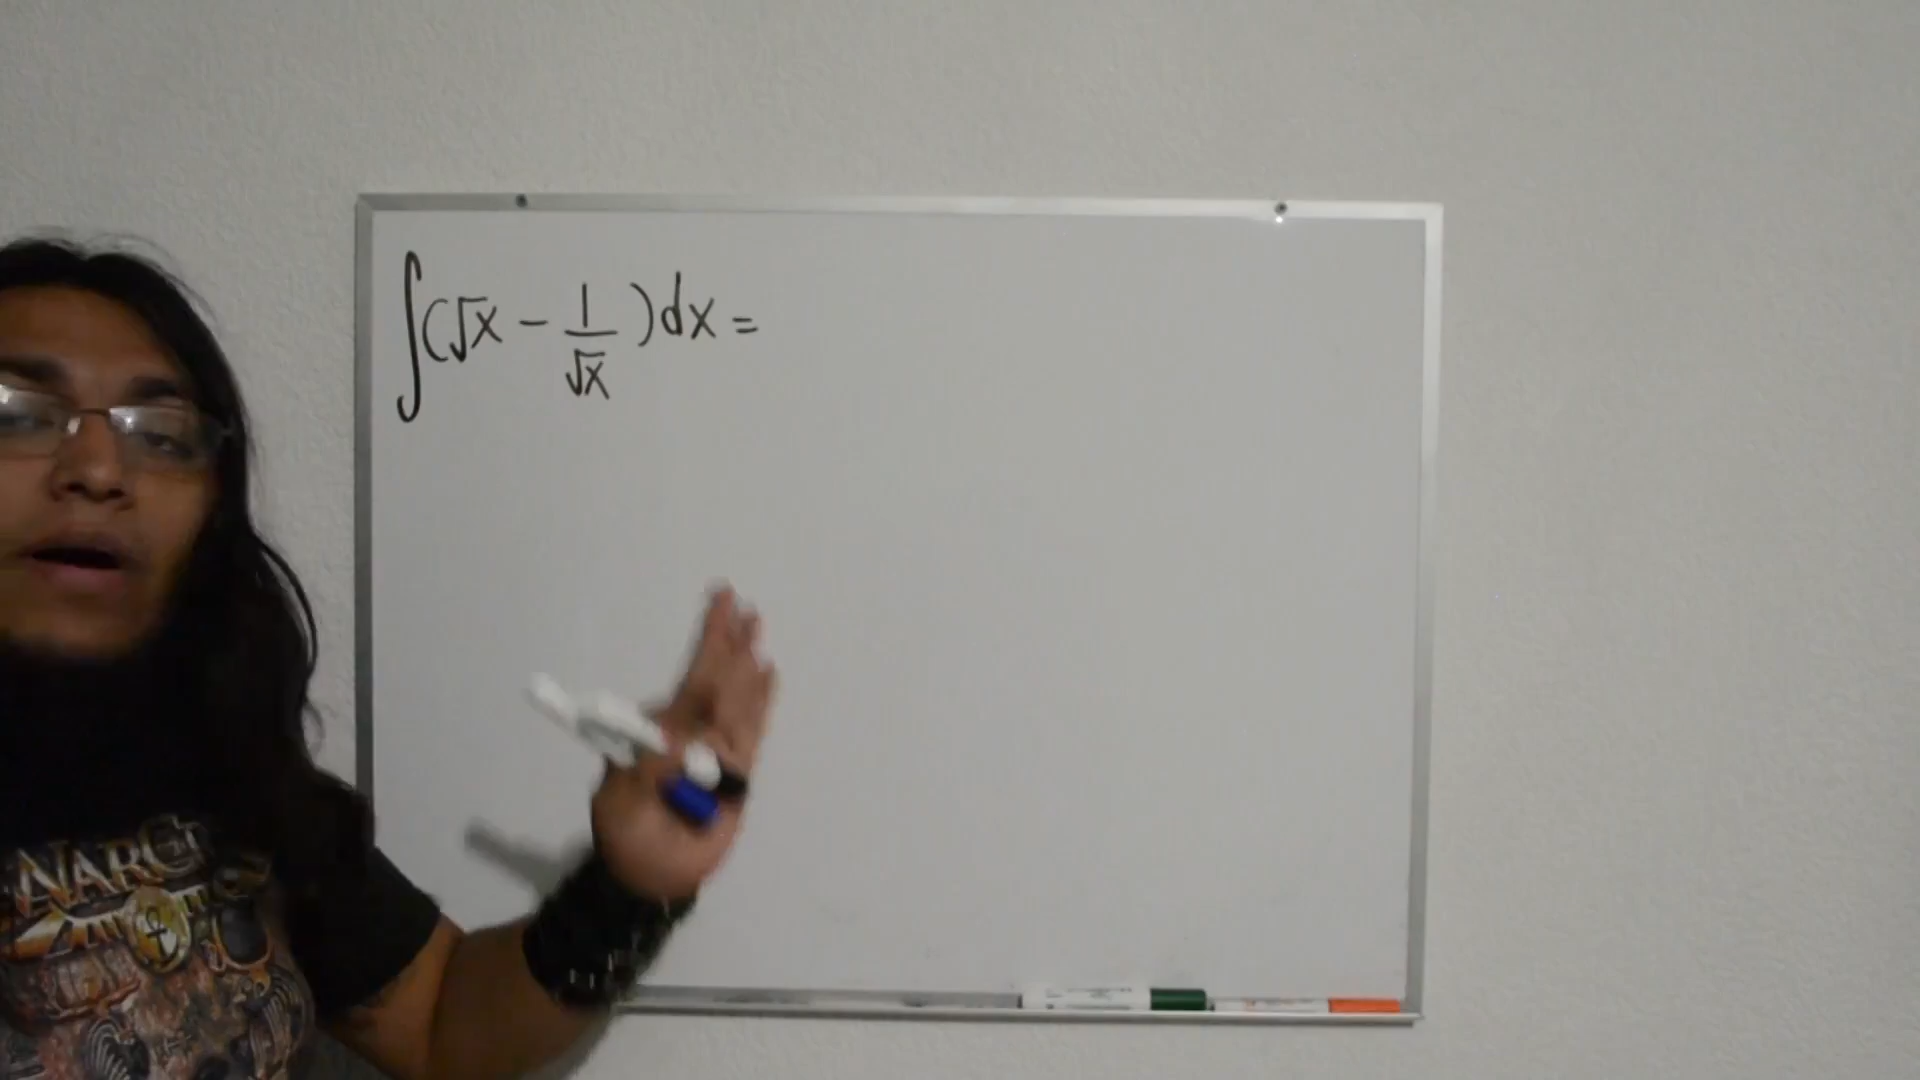 ∫(√x - 1/√x)dx =